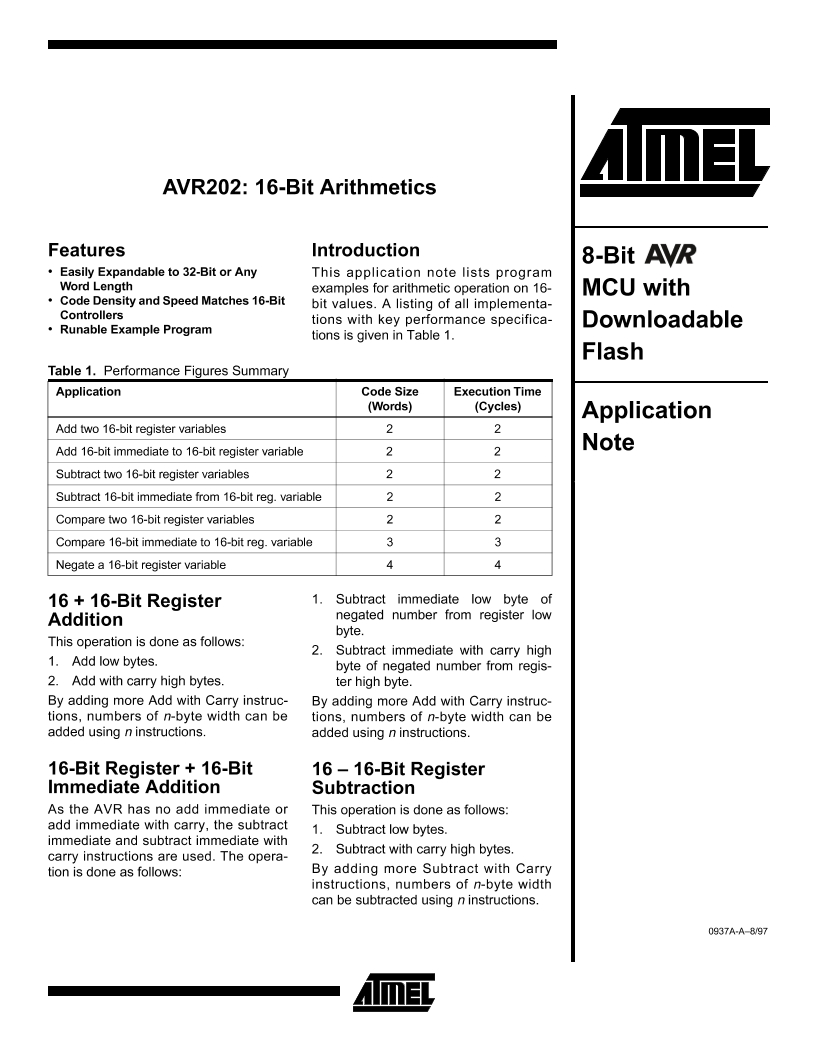 AVR202: 16-Bit Arithmetics
Features
• Easily Expandable to 32-Bit or Any
Word Length
• Code Density and Speed Matches 16-Bit
Controllers
• Runable Example Program
Introduction
This application note lists program
examples for arithmetic operation on 16-
bit values. A listing of all implementa-
tions with key performance specifica-
tions is given in Table 1.
Table 1. Performance Figures Summary
Application Code Size (Words) Execution Time (Cycles)
Add two 16-bit register variables 2 2
Add 16-bit immediate to 16-bit register variable 2 2
Subtract two 16-bit register variables 2 2
Subtract 16-bit immediate from 16-bit reg. variable 2 2
Compare two 16-bit register variables 2 2
Compare 16-bit immediate to 16-bit reg. variable 3 3
Negate a 16-bit register variable 4 4
16 + 16-Bit Register
Addition
This operation is done as follows:
1. Add low bytes.
2. Add with carry high bytes.
By adding more Add with Carry instruc-
tions, numbers of n-byte width can be
added using n instructions.
16-Bit Register + 16-Bit
Immediate Addition
As the AVR has no add immediate or
add immediate with carry, the subtract
immediate and subtract immediate with
carry instructions are used. The opera-
tion is done as follows:
1. Subtract immediate low byte of
negated number from register low
byte.
2. Subtract immediate with carry high
byte of negated number from regis-
ter high byte.
By adding more Add with Carry instruc-
tions, numbers of n-byte width can be
added using n instructions.
16 – 16-Bit Register
Subtraction
This operation is done as follows:
1. Subtract low bytes.
2. Subtract with carry high bytes.
By adding more Subtract with Carry
instructions, numbers of n-byte width
can be subtracted using n instructions.
ATMEL
8-Bit AVR
MCU with
Downloadable
Flash
Application
Note
0937A-A–8/97
ATMEL